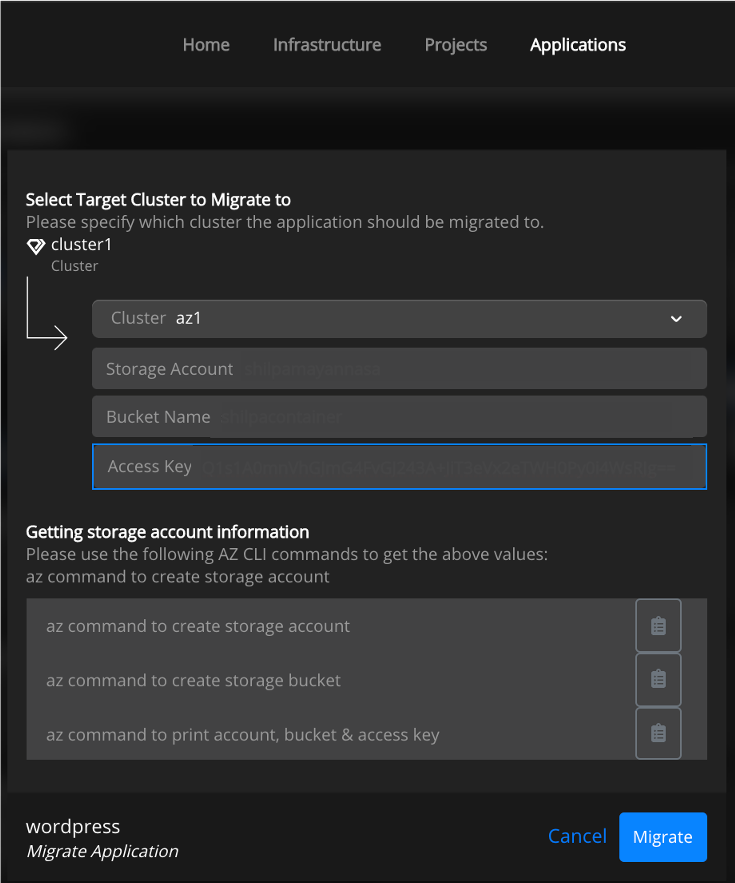 Home Infrastructure Projects Applications
Select Target Cluster to Migrate to
Please specify which cluster the application should be migrated to.
cluster1
Cluster
Cluster az1
Storage Account
Bucket Name
Access Key
Getting storage account information
Please use the following AZ CLI commands to get the above values:
az command to create storage account
az command to create storage account
az command to create storage bucket
az command to print account, bucket & access key
wordpress
Migrate Application
Cancel Migrate